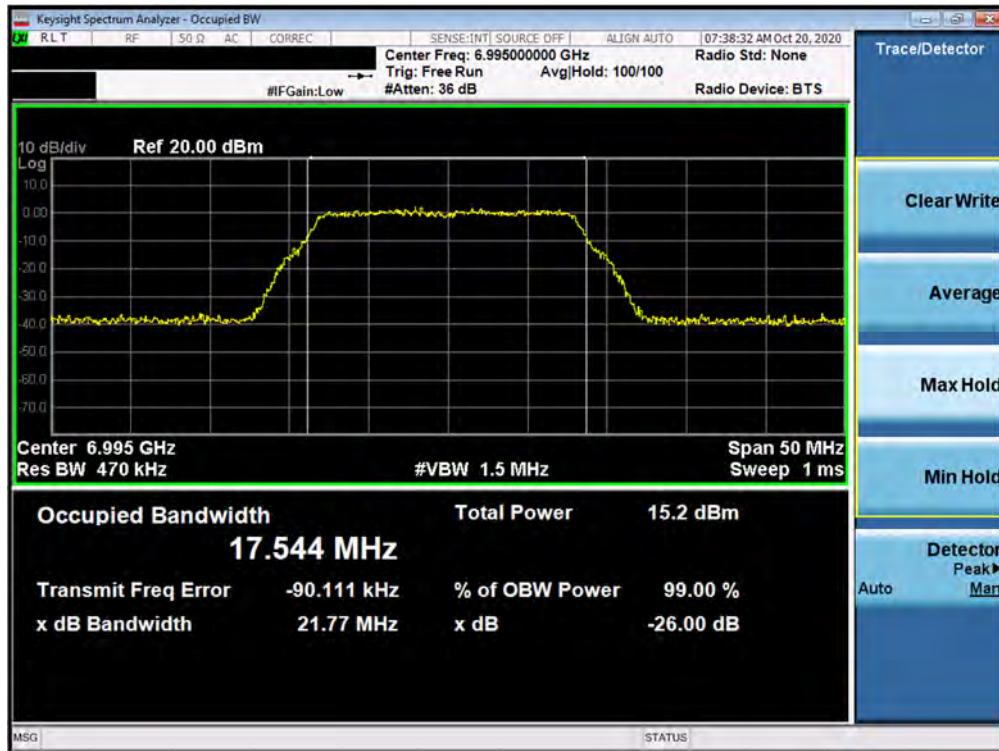 Keysight Spectrum Analyzer - Occupied BW
LXI RLT RF 50 Ω AC CORREC SENSE:INT SOURCE OFF ALIGN AUTO 07:38:32 AM Oct 20, 2020
Center Freq: 6.995000000 GHz Radio Std: None
Trig: Free Run Avg|Hold: 100/100
#IFGain:Low #Atten: 36 dB Radio Device: BTS
Trace/Detector
10 dB/div Ref 20.00 dBm
Log
10.0
0.00
-10.0
-20.0
-30.0
-40.0
-50.0
-60.0
-70.0
Center 6.995 GHz Span 50 MHz
Res BW 470 kHz #VBW 1.5 MHz Sweep 1 ms
Occupied Bandwidth Total Power 15.2 dBm
17.544 MHz
Transmit Freq Error -90.111 kHz % of OBW Power 99.00 %
x dB Bandwidth 21.77 MHz x dB -26.00 dB
Clear Write
Average
Max Hold
Min Hold
Detector
Peak
Auto Man
MSG STATUS